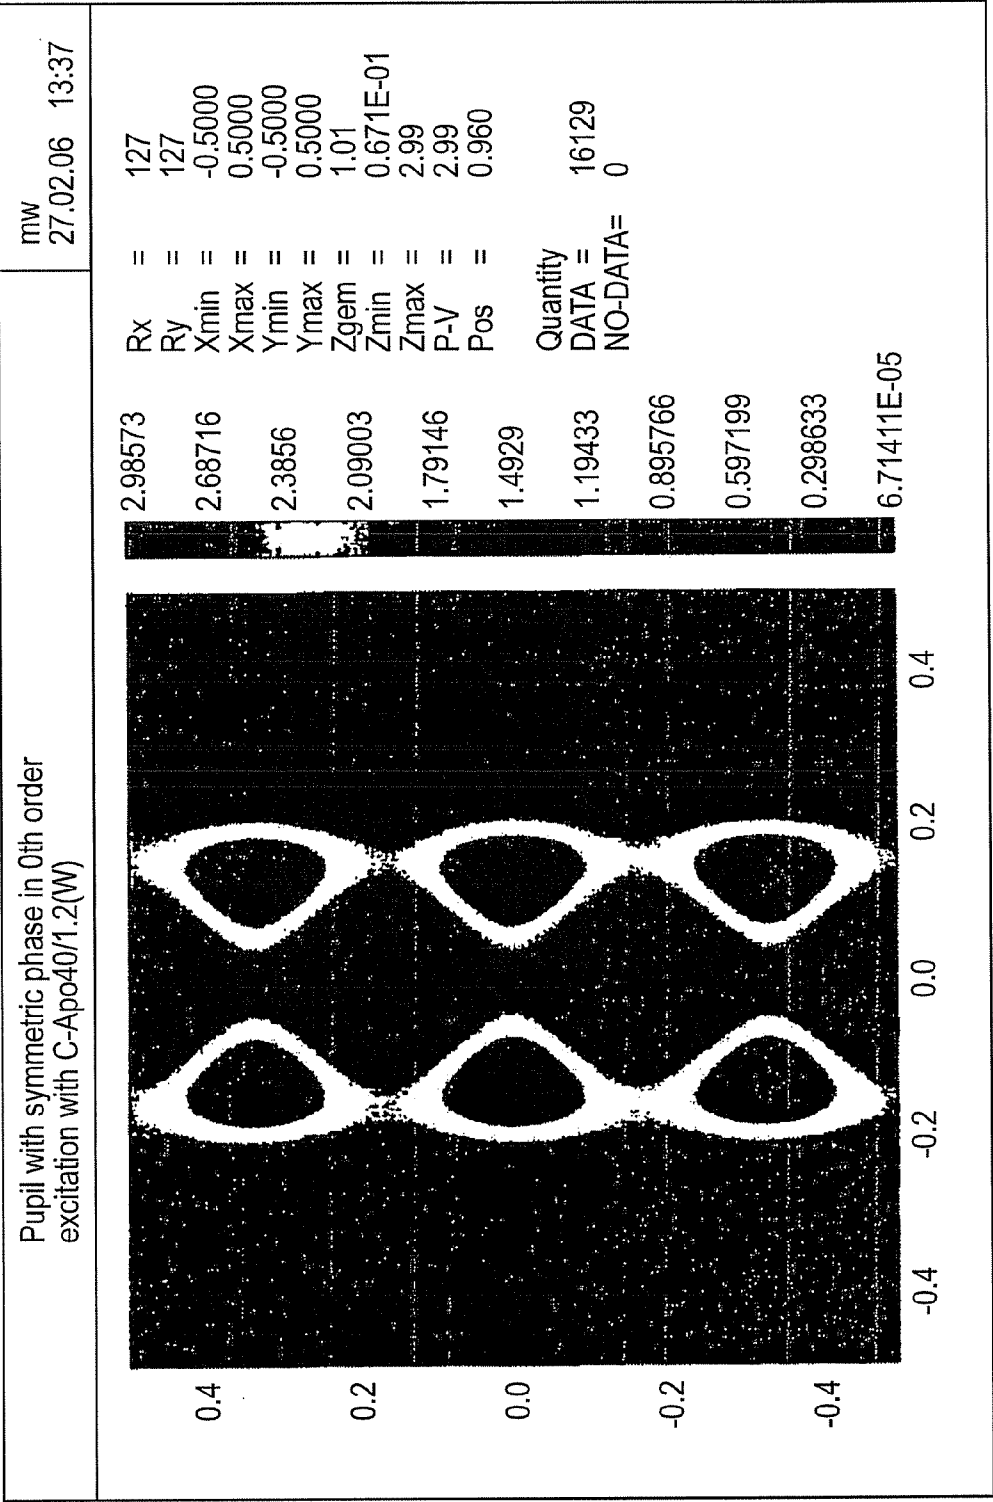 Pupil with symmetric phase in 0th order
excitation with C-Apo40/1.2(W)
mw
27.02.06 13:37
Rx = 127
Ry = 127
Xmin = -0.5000
Xmax = 0.5000
Ymin = -0.5000
Ymax = 0.5000
Zgem = 1.01
Zmin = 0.671E-01
Zmax = 2.99
P-V = 2.99
Pos = 0.960
Quantity
DATA = 16129
NO-DATA= 0
2.98573
2.68716
2.3856
2.09003
1.79146
1.4929
1.19433
0.895766
0.597199
0.298633
6.71411E-05
0.4
0.2
0.0
-0.2
-0.4
-0.4
-0.2
0.0
0.2
0.4